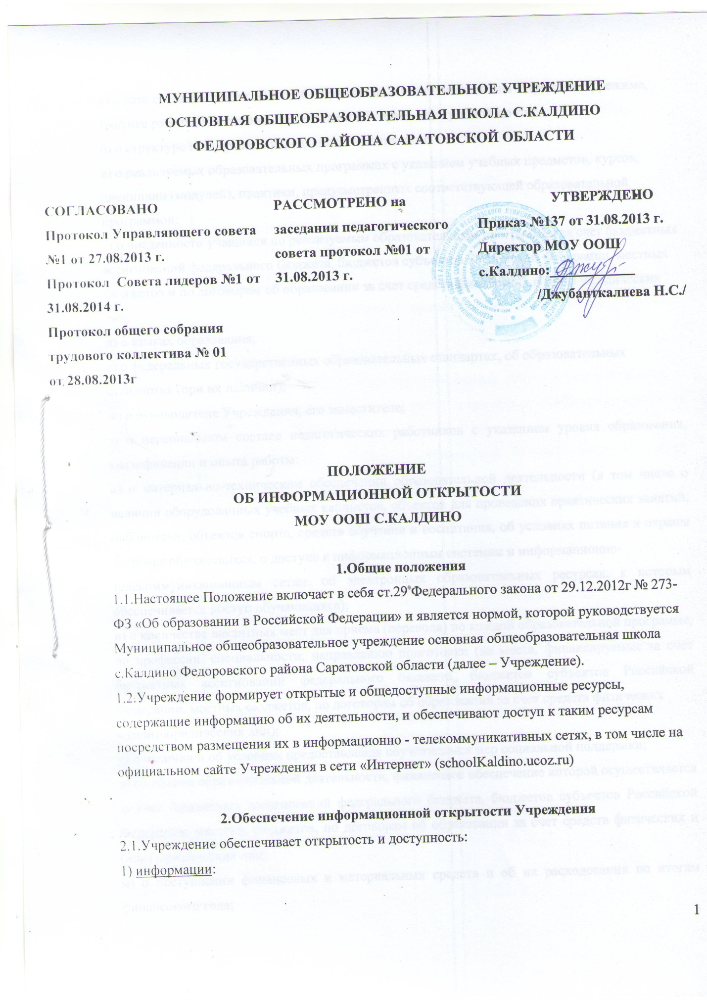 МУНИЦИПАЛЬНОЕ ОБЩЕОБРАЗОВАТЕЛЬНОЕ УЧРЕЖДЕНИЕ
ОСНОВНАЯ ОБЩЕОБРАЗОВАТЕЛЬНАЯ ШКОЛА С.КАЛДИНО
ФЕДОРОВСКОГО РАЙОНА САРАТОВСКОЙ ОБЛАСТИ
СОГЛАСОВАНО
Протокол Управляющего совета
№1 от 27.08.2013 г.
Протокол Совета лидеров №1 от
31.08.2014 г.
Протокол общего собрания
трудового коллектива № 01
от 28.08.2013г
РАССМОТРЕНО на
заседании педагогического
совета протокол №01 от
31.08.2013 г.
УТВЕРЖДЕНО
Приказ №137 от 31.08.2013 г.
Директор МОУ ООШ
с.Калдино:
/Джубанткалиева Н.С./
ПОЛОЖЕНИЕ
ОБ ИНФОРМАЦИОННОЙ ОТКРЫТОСТИ
МОУ ООШ С.КАЛДИНО
1.Общие положения
1.1.Настоящее Положение включает в себя ст.29 Федерального закона от 29.12.2012г № 273-
ФЗ «Об образовании в Российской Федерации» и является нормой, которой руководствуется
Муниципальное общеобразовательное учреждение основная общеобразовательная школа
с.Калдино Федоровского района Саратовской области (далее – Учреждение).
1.2.Учреждение формирует открытые и общедоступные информационные ресурсы,
содержащие информацию об их деятельности, и обеспечивают доступ к таким ресурсам
посредством размещения их в информационно - телекоммуникативных сетях, в том числе на
официальном сайте Учреждения в сети «Интернет» (schoolKaldino.ucoz.ru)
2.Обеспечение информационной открытости Учреждения
2.1.Учреждение обеспечивает открытость и доступность:
1) информации:
1